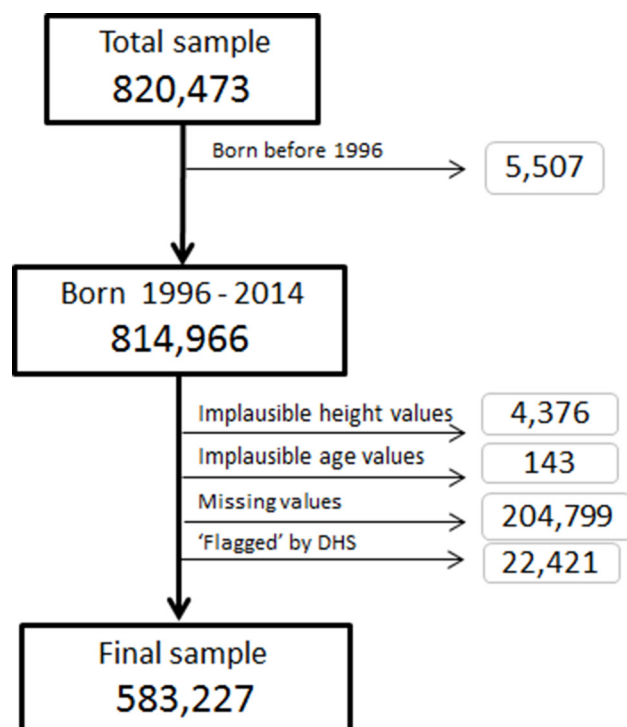 Total sample
820,473
Born before 1996
5,507
Born 1996 - 2014
814,966
Implausible height values
4,376
Implausible age values
143
Missing values
204,799
‘Flagged’ by DHS
22,421
Final sample
583,227